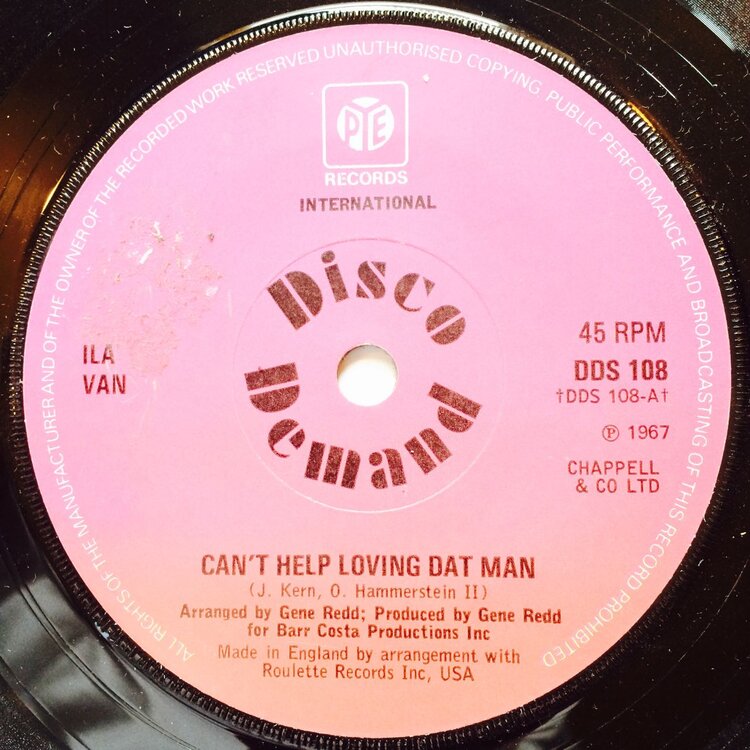 ALL RIGHTS OF THE MANUFACTURER AND OF THE OWNER OF THE RECORDED WORK RESERVED UNAUTHORISED COPYING, PUBLIC PERFORMANCE AND BROADCASTING OF THIS RECORD PROHIBITED
PYE
RECORDS
INTERNATIONAL
Disco
Demand
ILA
VAN
45 RPM
DDS 108
†DDS 108-A†
℗ 1967
CHAPPELL
& CO LTD
CAN'T HELP LOVING DAT MAN
(J. Kern, O. Hammerstein II)
Arranged by Gene Redd; Produced by Gene Redd
for Barr Costa Productions Inc
Made in England by arrangement with
Roulette Records Inc, USA